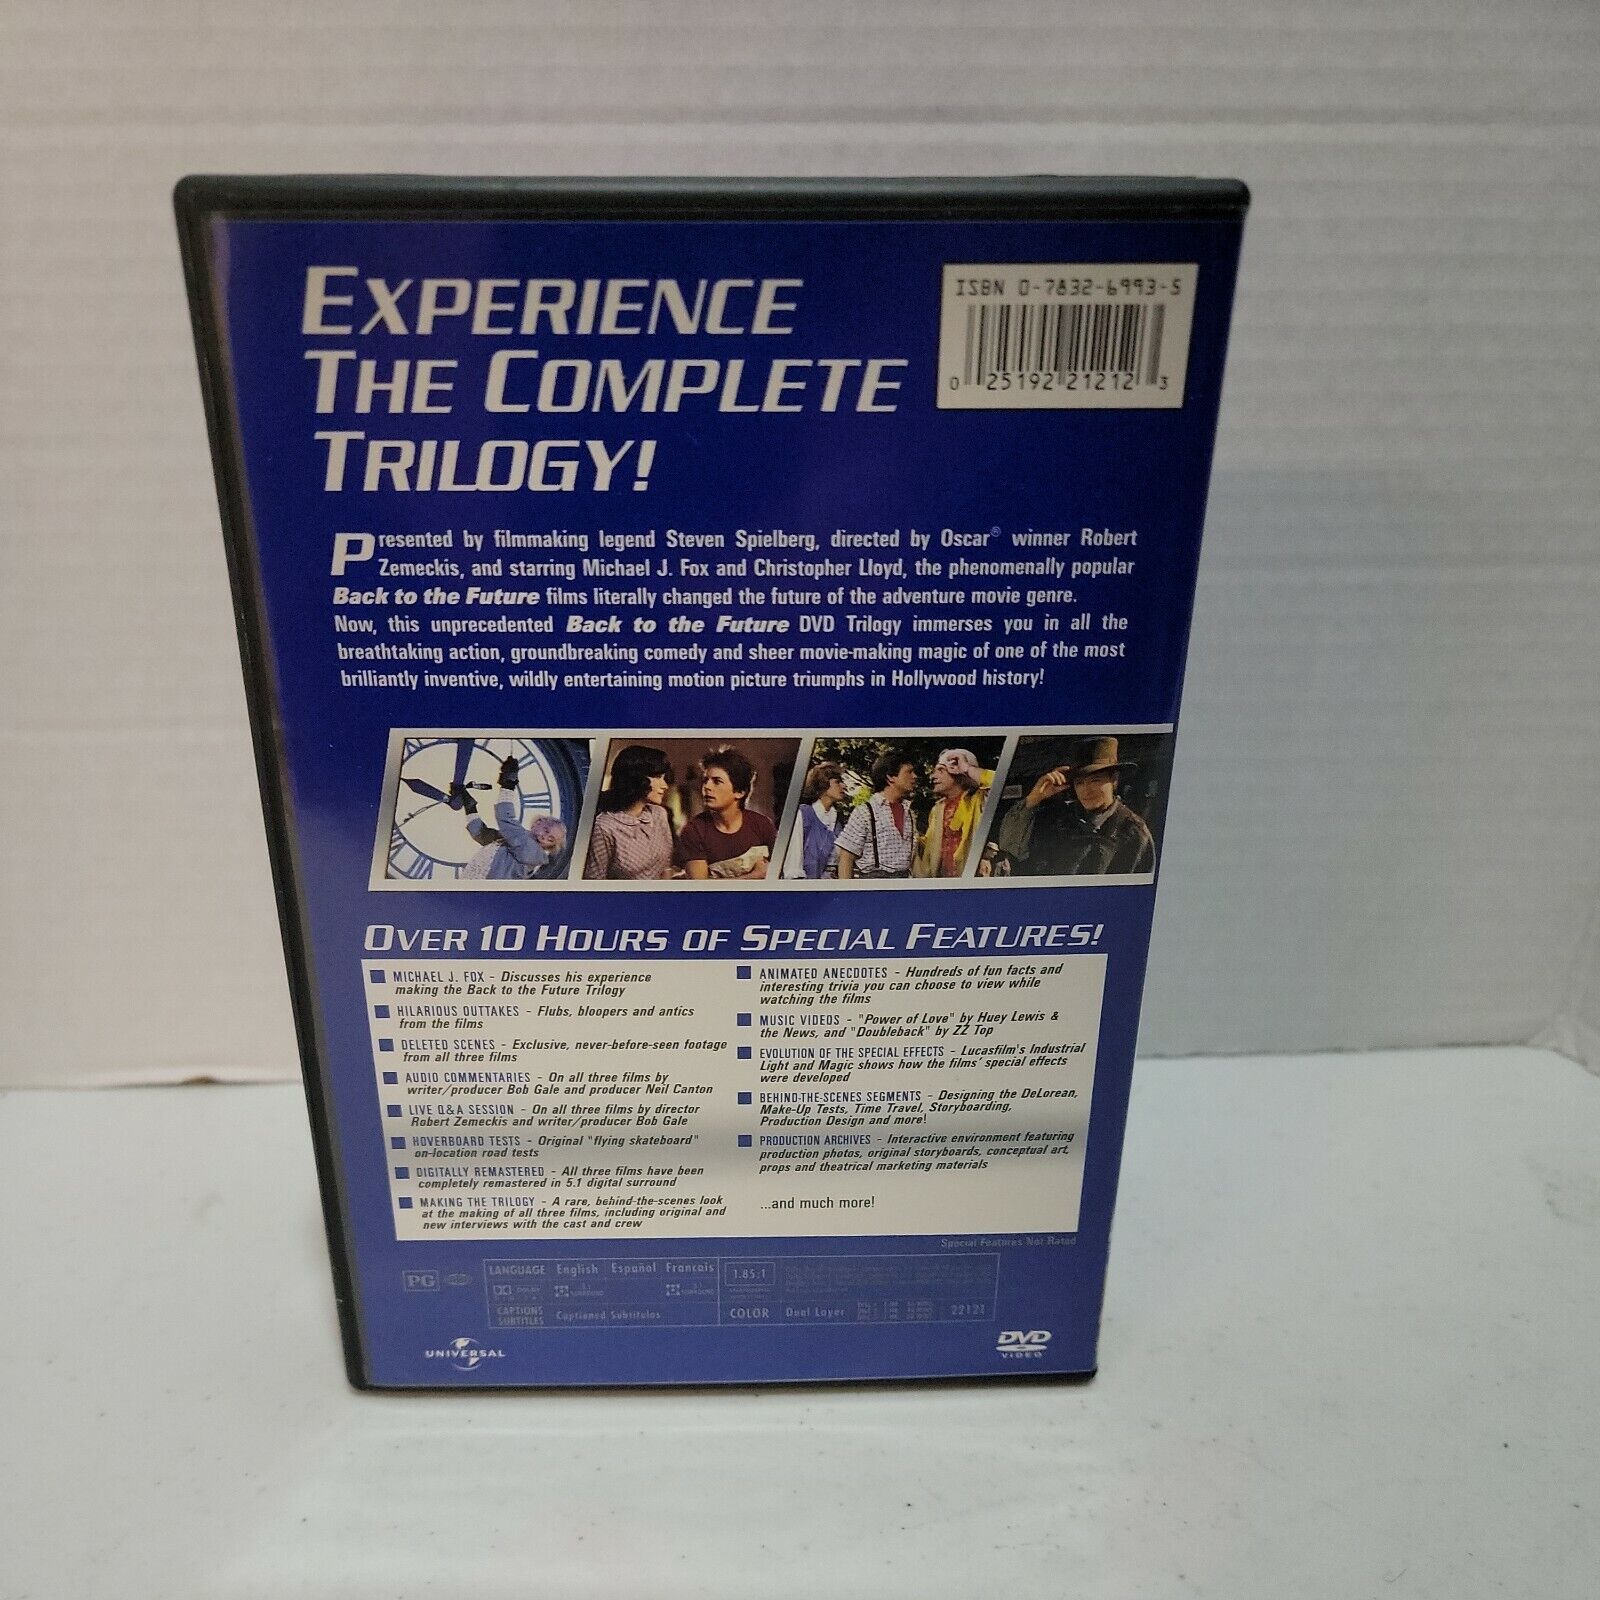 EXPERIENCE
THE COMPLETE
TRILOGY!
ISBN 0-7832-6993-5
0 25192 21212 3
Presented by filmmaking legend Steven Spielberg, directed by Oscar® winner Robert
Zemeckis, and starring Michael J. Fox and Christopher Lloyd, the phenomenally popular
Back to the Future films literally changed the future of the adventure movie genre.
Now, this unprecedented Back to the Future DVD Trilogy immerses you in all the
breathtaking action, groundbreaking comedy and sheer movie-making magic of one of the most
brilliantly inventive, wildly entertaining motion picture triumphs in Hollywood history!
OVER 10 HOURS OF SPECIAL FEATURES!
MICHAEL J. FOX - Discusses his experience
making the Back to the Future Trilogy
HILARIOUS OUTTAKES - Flubs, bloopers and antics
from the films
DELETED SCENES - Exclusive, never-before-seen footage
from all three films
AUDIO COMMENTARIES - On all three films by
writer/producer Bob Gale and producer Neil Canton
LIVE Q&A SESSION - On all three films by director
Robert Zemeckis and writer/producer Bob Gale
HOVERBOARD TESTS - Original "flying skateboard"
on-location road tests
DIGITALLY REMASTERED - All three films have been
completely remastered in 5.1 digital surround
MAKING THE TRILOGY - A rare, behind-the-scenes look
at the making of all three films, including original and
new interviews with the cast and crew
ANIMATED ANECDOTES - Hundreds of fun facts and
interesting trivia you can choose to view while
watching the films
MUSIC VIDEOS - "Power of Love" by Huey Lewis &
the News, and "Doubleback" by ZZ Top
EVOLUTION OF THE SPECIAL EFFECTS - Lucasfilm's Industrial
Light and Magic shows how the films' special effects
were developed
BEHIND-THE-SCENES SEGMENTS - Designing the DeLorean,
Make-Up Tests, Time Travel, Storyboarding,
Production Design and more!
PRODUCTION ARCHIVES - Interactive environment featuring
production photos, original storyboards, conceptual art,
props and theatrical marketing materials
...and much more!
Special Features Not Rated
PG
LANGUAGE English Español Français
DOLBY
5.1 SURROUND
5.1 SURROUND
CAPTIONS
SUBTITLES
Captioned Subtitulos
1.85:1
COLOR Dual Layer
22121
UNIVERSAL
DVD
VIDEO